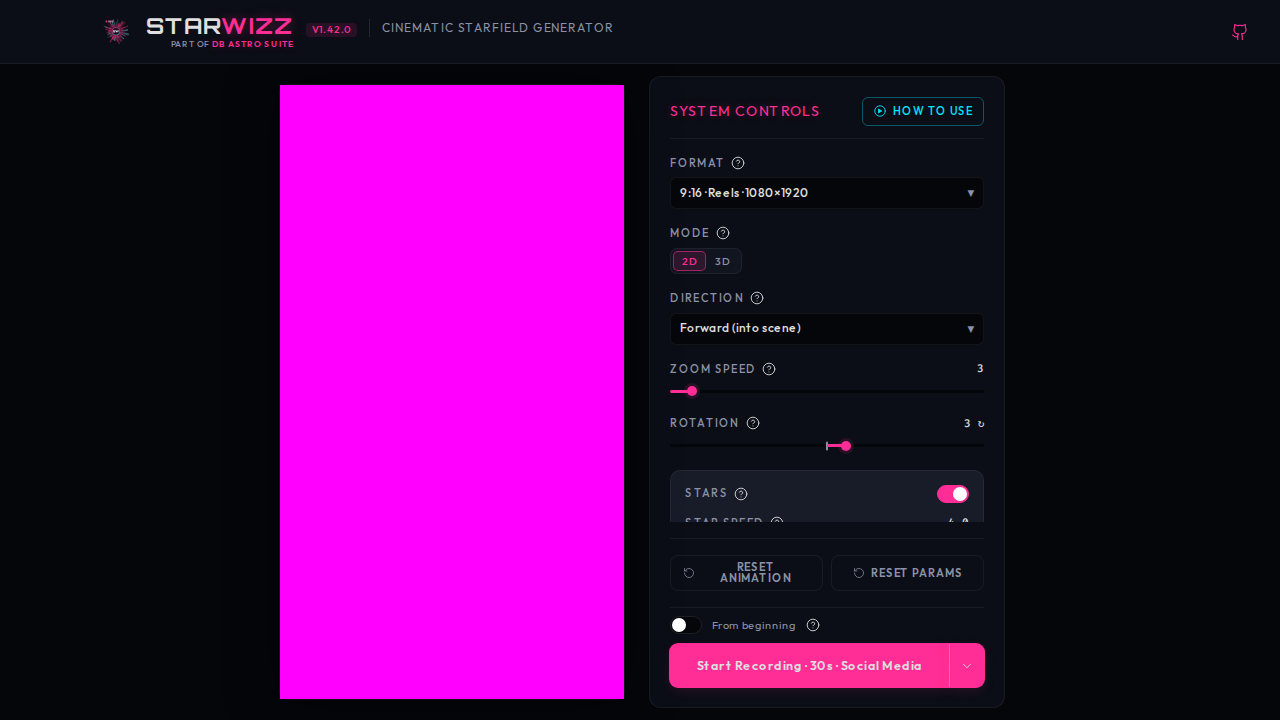 STARWIZZ
PART OF DB ASTRO SUITE
V1.42.0
CINEMATIC STARFIELD GENERATOR
SYSTEM CONTROLS
HOW TO USE
FORMAT
9:16 · Reels · 1080×1920
MODE
2D 3D
DIRECTION
Forward (into scene)
ZOOM SPEED 3
ROTATION 3 ↻
STARS
STAR SPEED
RESET ANIMATION
RESET PARAMS
From beginning
Start Recording · 30s · Social Media